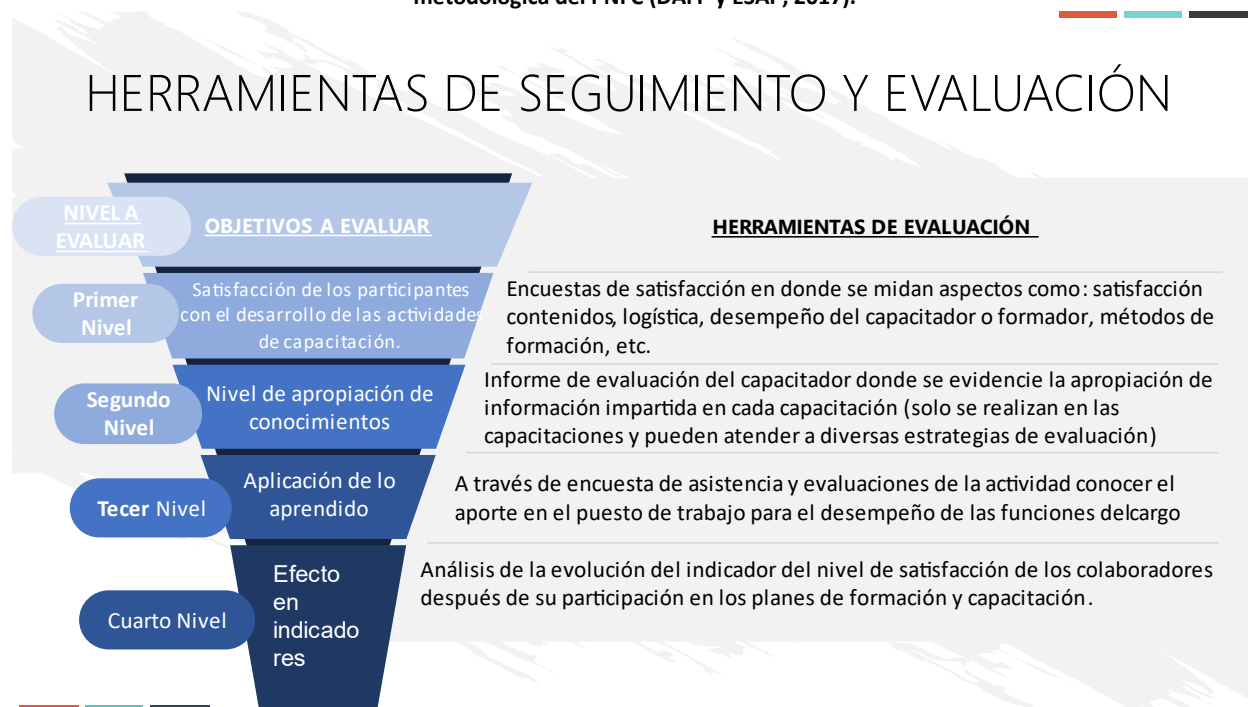 metodológica del PNFC (DAFP y ESAP, 2017).
HERRAMIENTAS DE SEGUIMIENTO Y EVALUACIÓN
NIVEL A
EVALUAR
OBJETIVOS A EVALUAR
HERRAMIENTAS DE EVALUACIÓN
Primer
Nivel
Satisfacción de los participantes
con el desarrollo de las actividades
de capacitación.
Encuestas de satisfacción en donde se midan aspectos como: satisfacción
contenidos, logística, desempeño del capacitador o formador, métodos de
formación, etc.
Segundo
Nivel
Nivel de apropiación de
conocimientos
Informe de evaluación del capacitador donde se evidencie la apropiación de
información impartida en cada capacitación (solo se realizan en las
capacitaciones y pueden atender a diversas estrategias de evaluación)
Tecer Nivel
Aplicación de lo
aprendido
A través de encuesta de asistencia y evaluaciones de la actividad conocer el
aporte en el puesto de trabajo para el desempeño de las funciones delcargo
Cuarto Nivel
Efecto
en
indicado
res
Análisis de la evolución del indicador del nivel de satisfacción de los colaboradores
después de su participación en los planes de formación y capacitación.